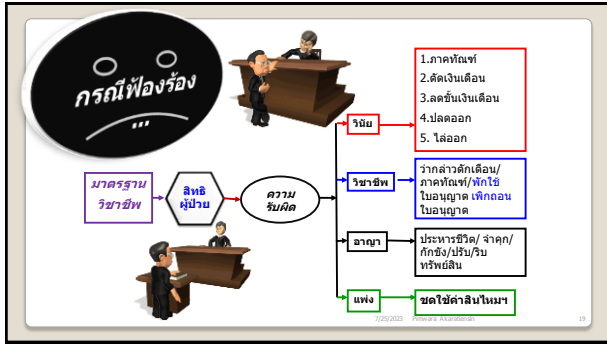 กรณีฟ้องร้อง
...
1.ภาคทัณฑ์
2.ตัดเงินเดือน
3.ลดขั้นเงินเดือน
4.ปลดออก
5. ไล่ออก
วินัย
มาตรฐาน
วิชาชีพ
สิทธิ
ผู้ป่วย
ความ
รับผิด
วิชาชีพ
ว่ากล่าวตักเตือน/
ภาคทัณฑ์/พักใช้
ใบอนุญาต เพิกถอน
ใบอนุญาต
อาญา
ประหารชีวิต/ จำคุก/
กักขัง/ปรับ/ริบ
ทรัพย์สิน
แพ่ง
ชดใช้ค่าสินไหมฯ
7/25/2023
19